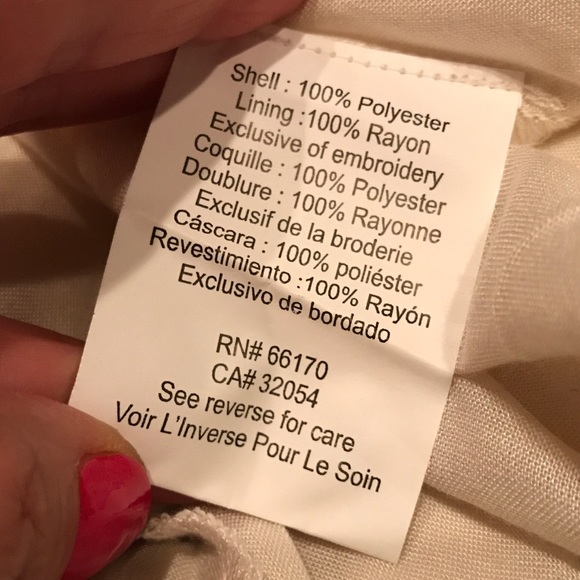 Shell : 100% Polyester
Lining :100% Rayon
Exclusive of embroidery
Coquille : 100% Polyester
Doublure : 100% Rayonne
Exclusif de la broderie
Cáscara : 100% poliéster
Revestimiento :100% Rayón
Exclusivo de bordado
RN# 66170
CA# 32054
See reverse for care
Voir L'Inverse Pour Le Soin